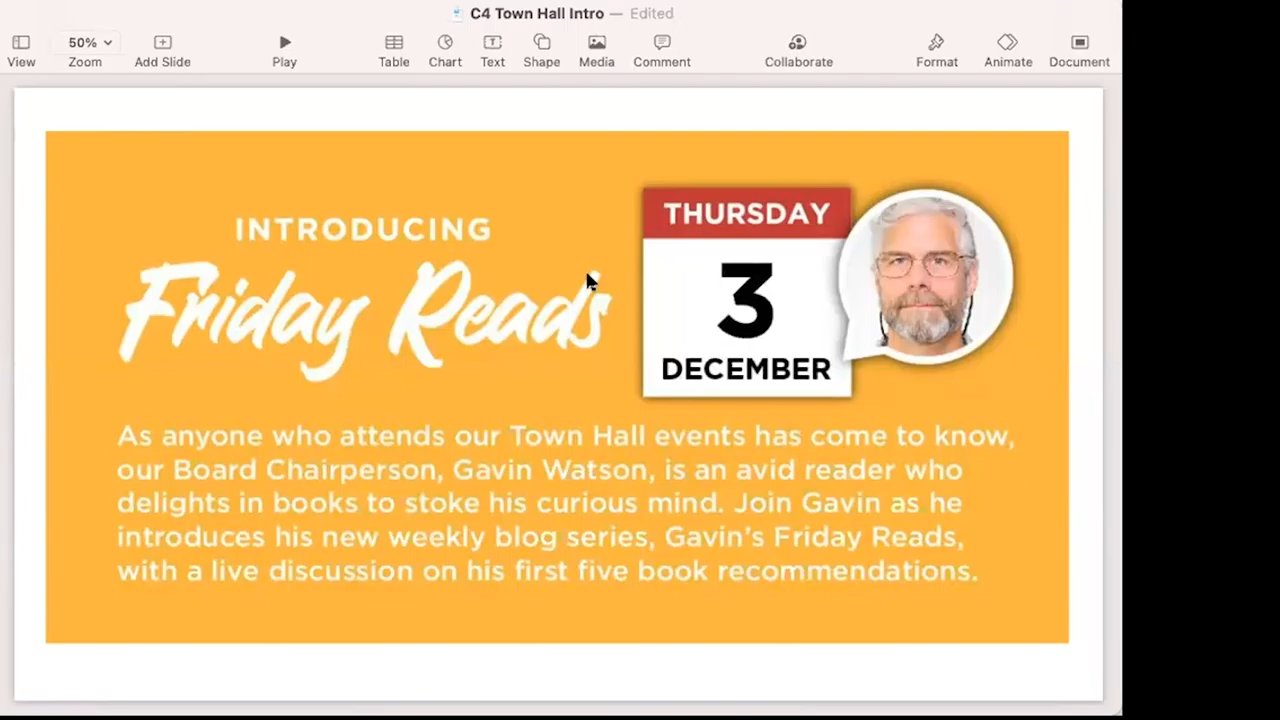 C4 Town Hall Intro — Edited
View
50%
Zoom
Add Slide
Play
Table
Chart
Text
Shape
Media
Comment
Collaborate
Format
Animate
Document
INTRODUCING
Friday Reads
THURSDAY
3
DECEMBER
As anyone who attends our Town Hall events has come to know,
our Board Chairperson, Gavin Watson, is an avid reader who
delights in books to stoke his curious mind. Join Gavin as he
introduces his new weekly blog series, Gavin's Friday Reads,
with a live discussion on his first five book recommendations.